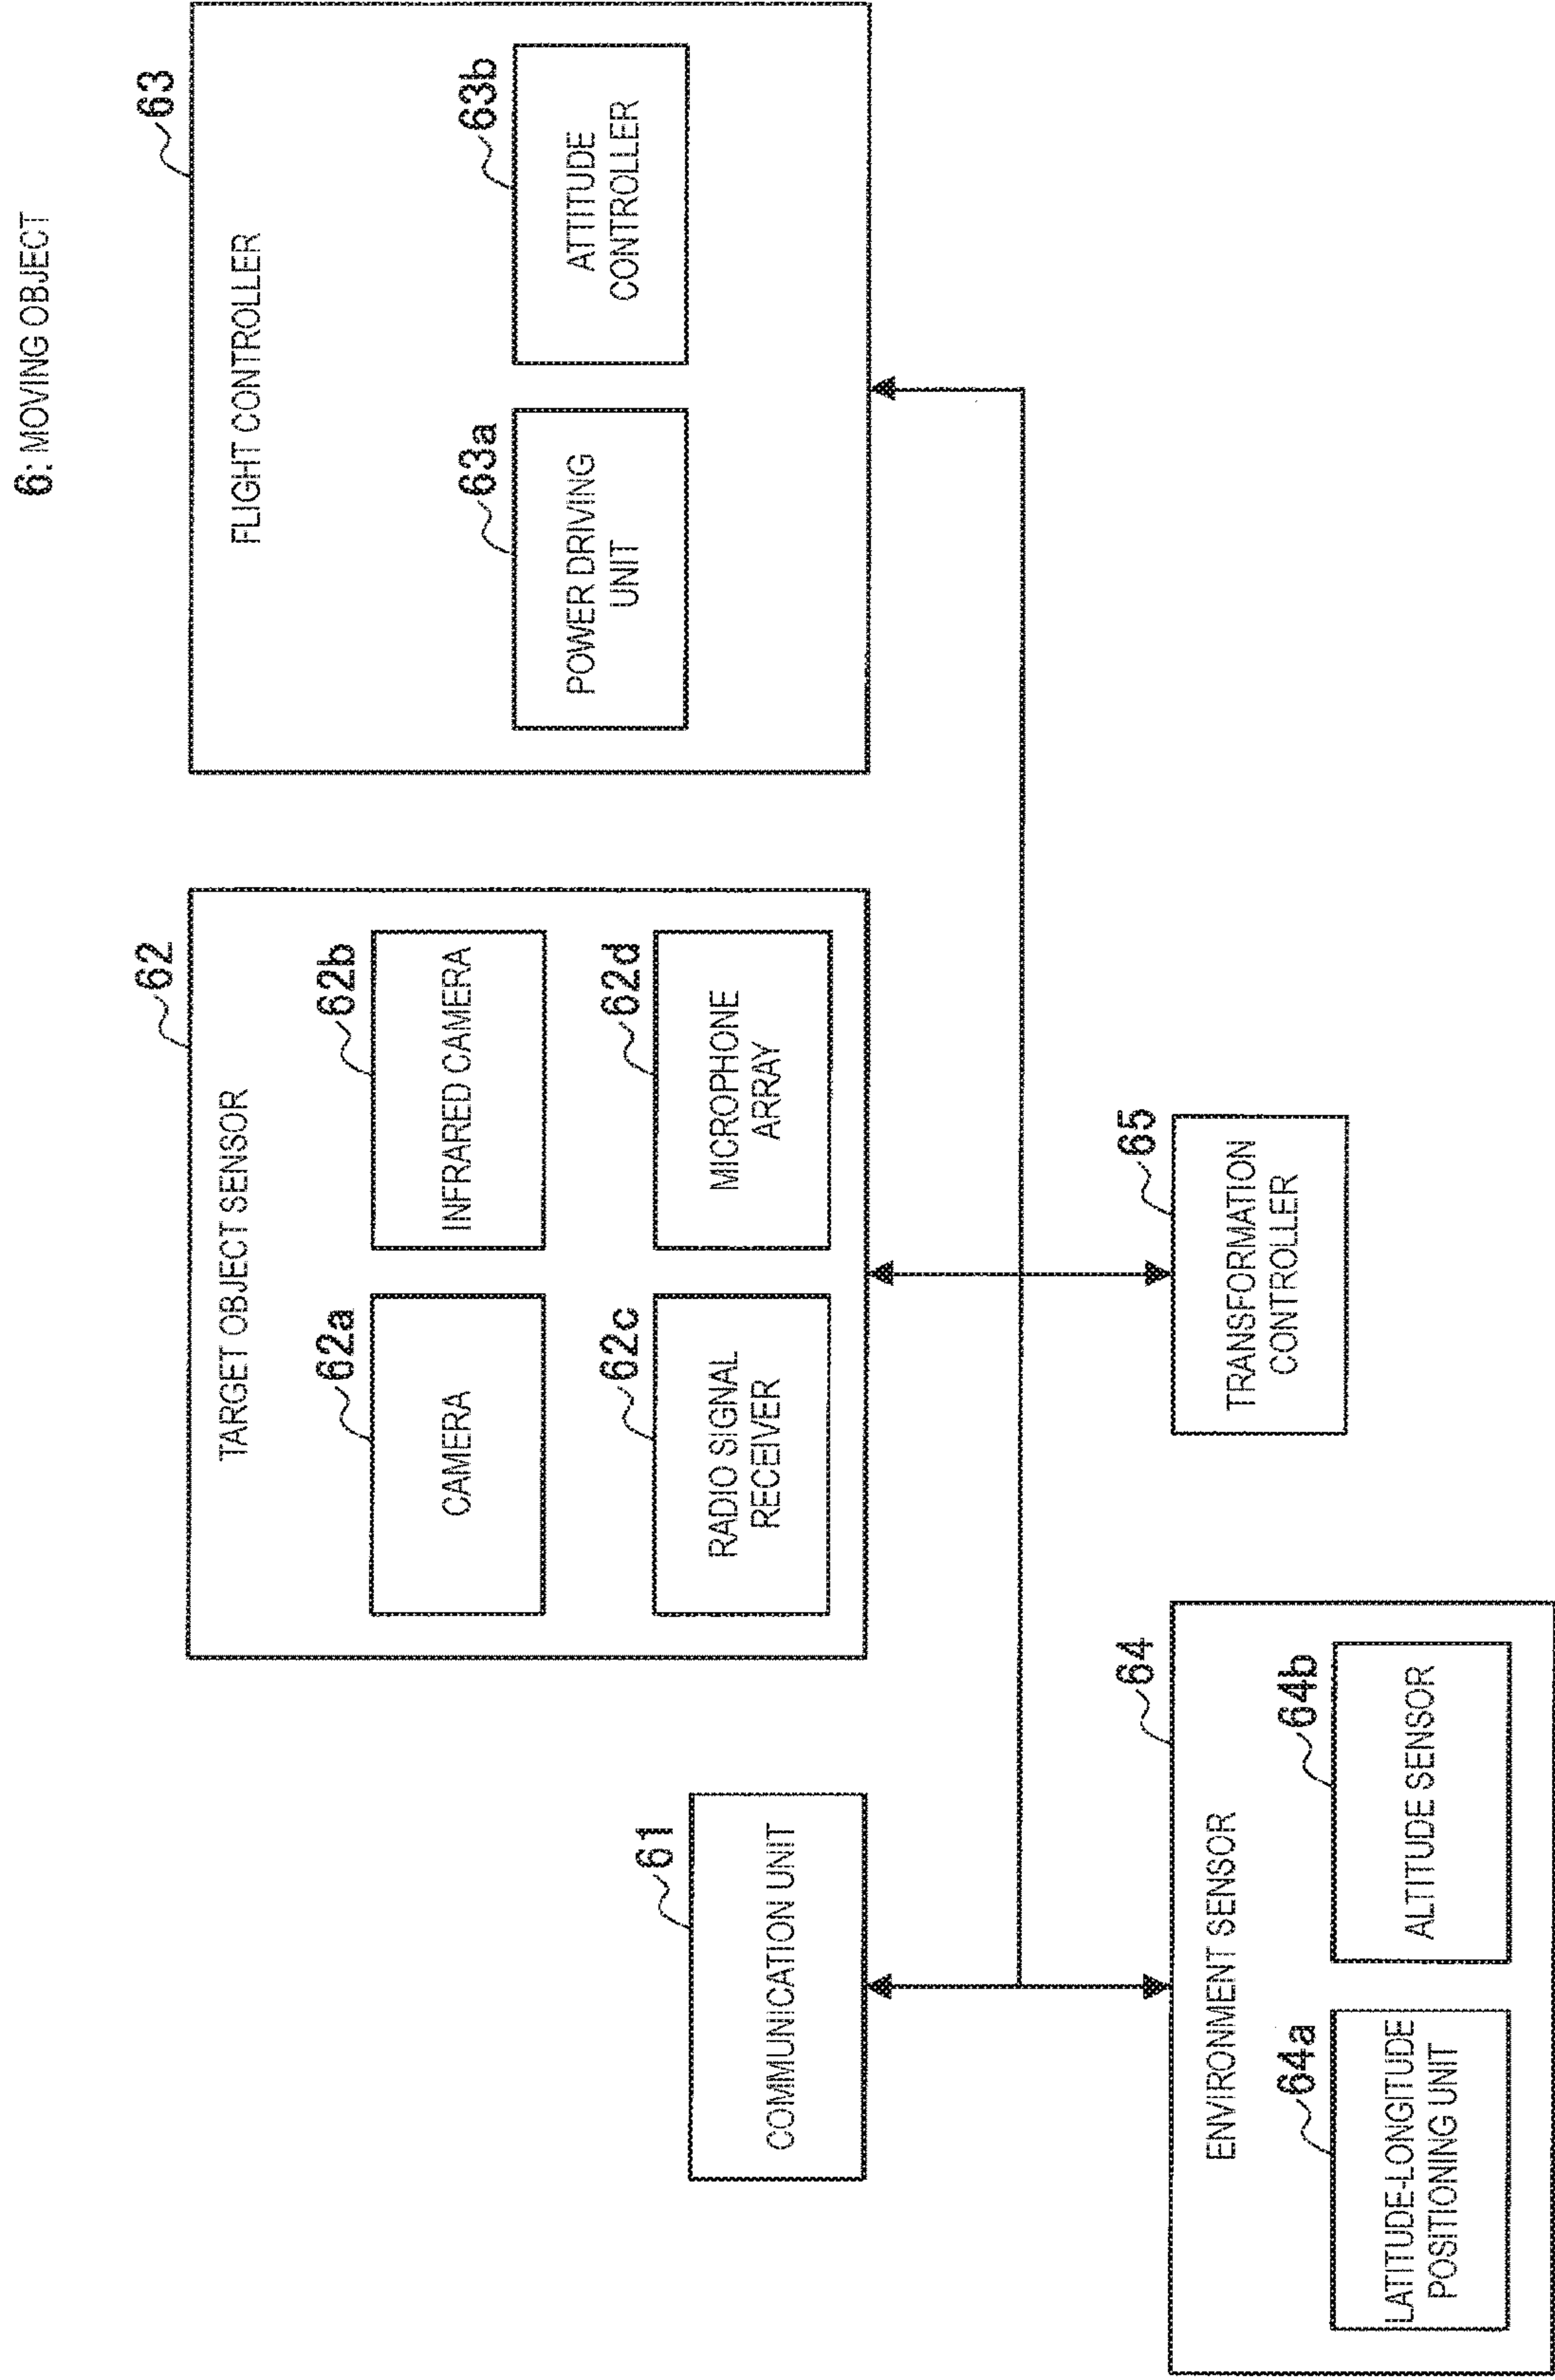 6: MOVING OBJECT
61
COMMUNICATION UNIT
62
TARGET OBJECT SENSOR
62a
CAMERA
62b
INFRARED CAMERA
62c
RADIO SIGNAL
RECEIVER
62d
MICROPHONE
ARRAY
63
FLIGHT CONTROLLER
63a
POWER DRIVING
UNIT
63b
ATTITUDE
CONTROLLER
64
ENVIRONMENT SENSOR
64a
LATITUDE-LONGITUDE
POSITIONING UNIT
64b
ALTITUDE SENSOR
65
TRANSFORMATION
CONTROLLER